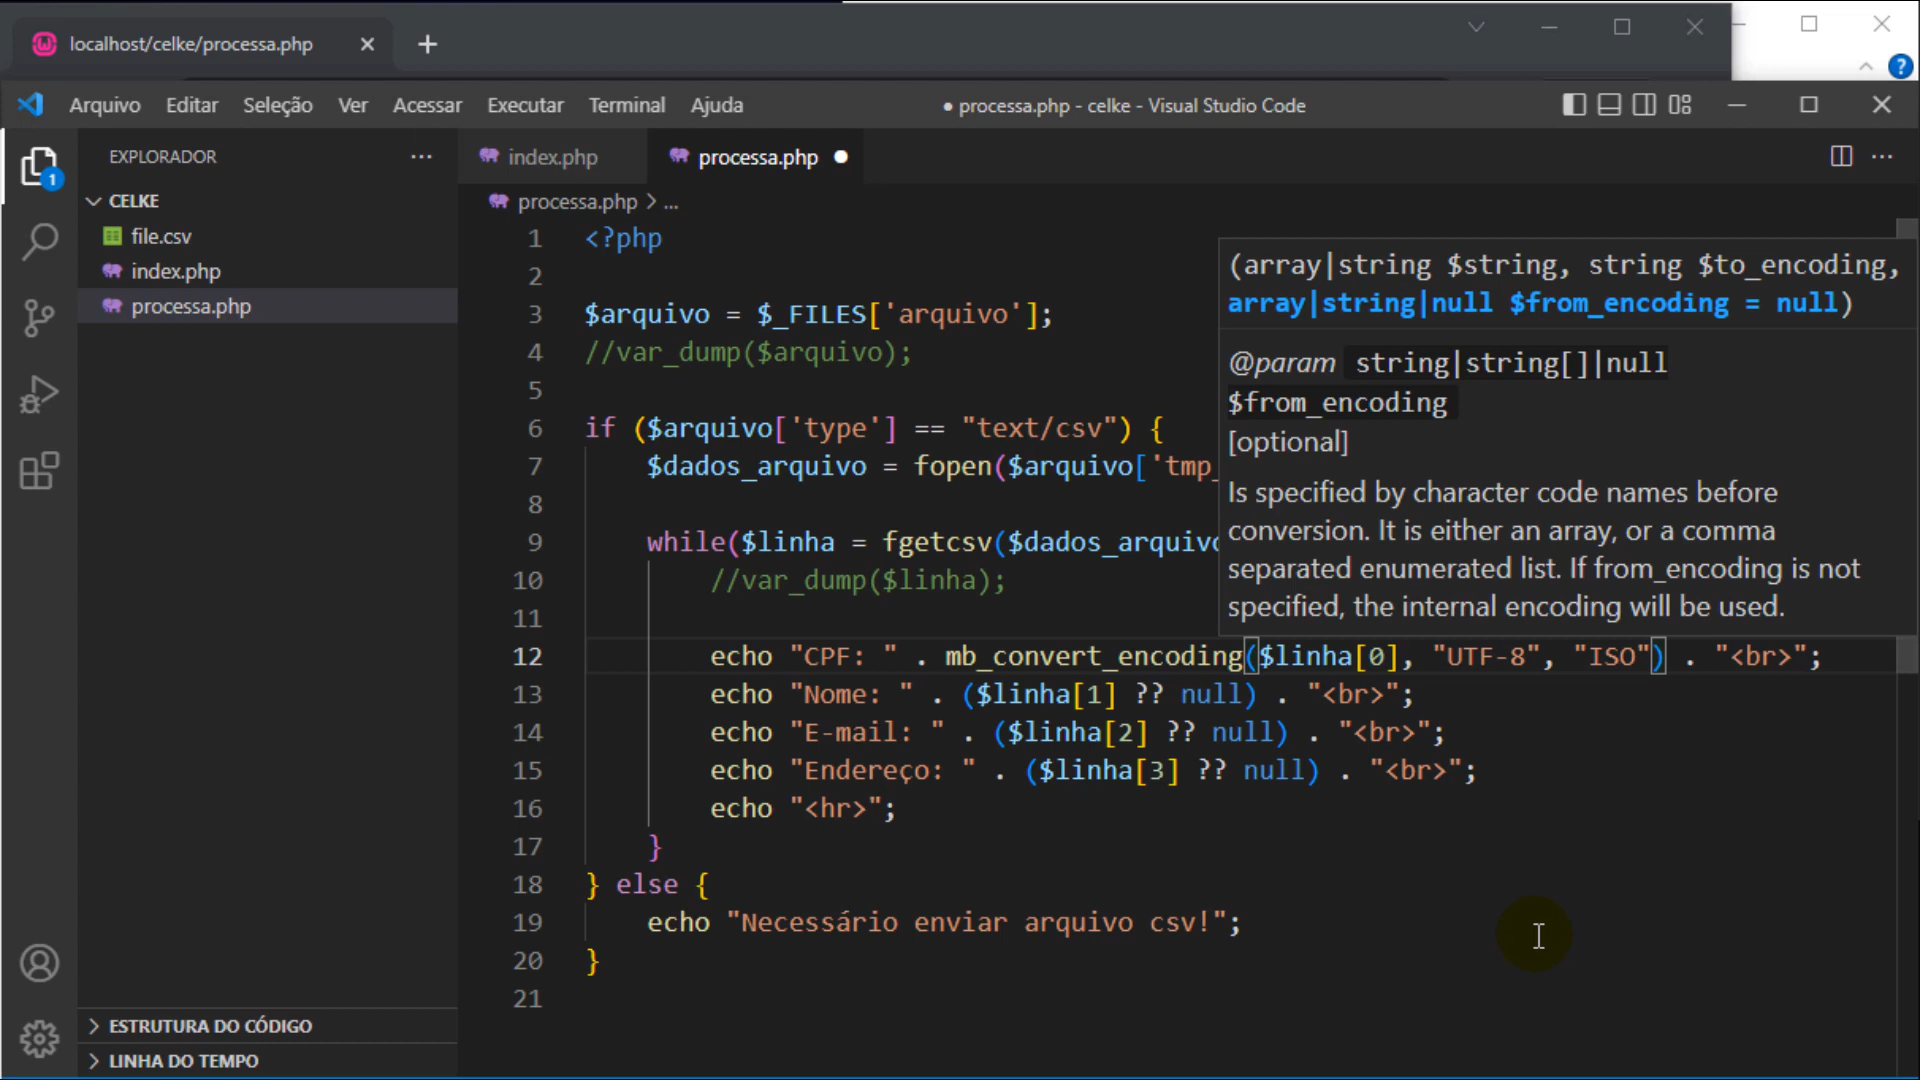 localhost/celke/processa.php
Arquivo Editar Seleção Ver Acessar Executar Terminal Ajuda
● processa.php - celke - Visual Studio Code
EXPLORADOR
1
CELKE
file.csv
index.php
processa.php
ESTRUTURA DO CÓDIGO
LINHA DO TEMPO
index.php
processa.php
processa.php > ...
1 <?php
2
3 $arquivo = $_FILES['arquivo'];
4 //var_dump($arquivo);
5
6 if ($arquivo['type'] == "text/csv") {
7 $dados_arquivo = fopen($arquivo['tmp_
8
9 while($linha = fgetcsv($dados_arquivo
10 //var_dump($linha);
11
12 echo "CPF: " . mb_convert_encoding($linha[0], "UTF-8", "ISO") . "<br>";
13 echo "Nome: " . ($linha[1] ?? null) . "<br>";
14 echo "E-mail: " . ($linha[2] ?? null) . "<br>";
15 echo "Endereço: " . ($linha[3] ?? null) . "<br>";
16 echo "<hr>";
17 }
18 } else {
19 echo "Necessário enviar arquivo csv!";
20 }
21
(array|string $string, string $to_encoding,
array|string|null $from_encoding = null)
@param string|string[]|null
$from_encoding
[optional]
Is specified by character code names before
conversion. It is either an array, or a comma
separated enumerated list. If from_encoding is not
specified, the internal encoding will be used.